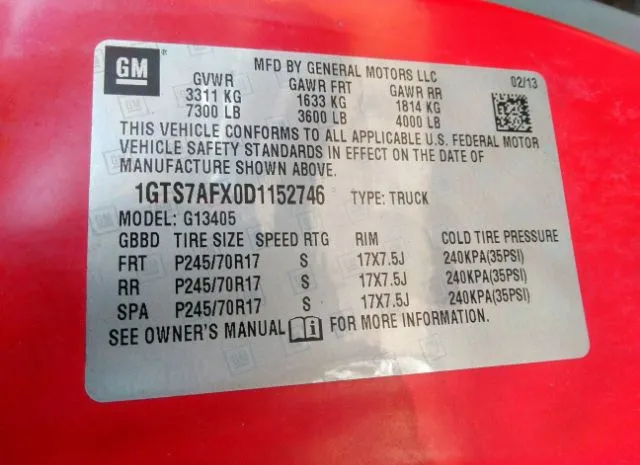 GM
MFD BY GENERAL MOTORS LLC
GVWR GAWR FRT GAWR RR 02/13
3311 KG 1633 KG 1814 KG
7300 LB 3600 LB 4000 LB
THIS VEHICLE CONFORMS TO ALL APPLICABLE U.S. FEDERAL MOTOR
VEHICLE SAFETY STANDARDS IN EFFECT ON THE DATE OF
MANUFACTURE SHOWN ABOVE.
1GTS7AFX0D1152746 TYPE: TRUCK
MODEL: G13405
GBBD TIRE SIZE SPEED RTG RIM COLD TIRE PRESSURE
FRT P245/70R17 S 17X7.5J 240KPA(35PSI)
RR P245/70R17 S 17X7.5J 240KPA(35PSI)
SPA P245/70R17 S 17X7.5J 240KPA(35PSI)
SEE OWNER'S MANUAL FOR MORE INFORMATION.